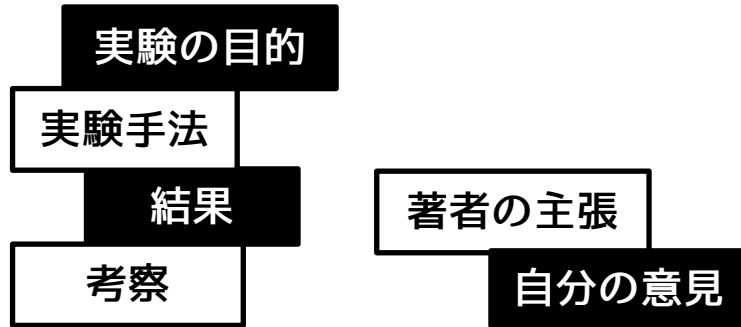 実験の目的
実験手法
結果
考察
著者の主張
自分の意見